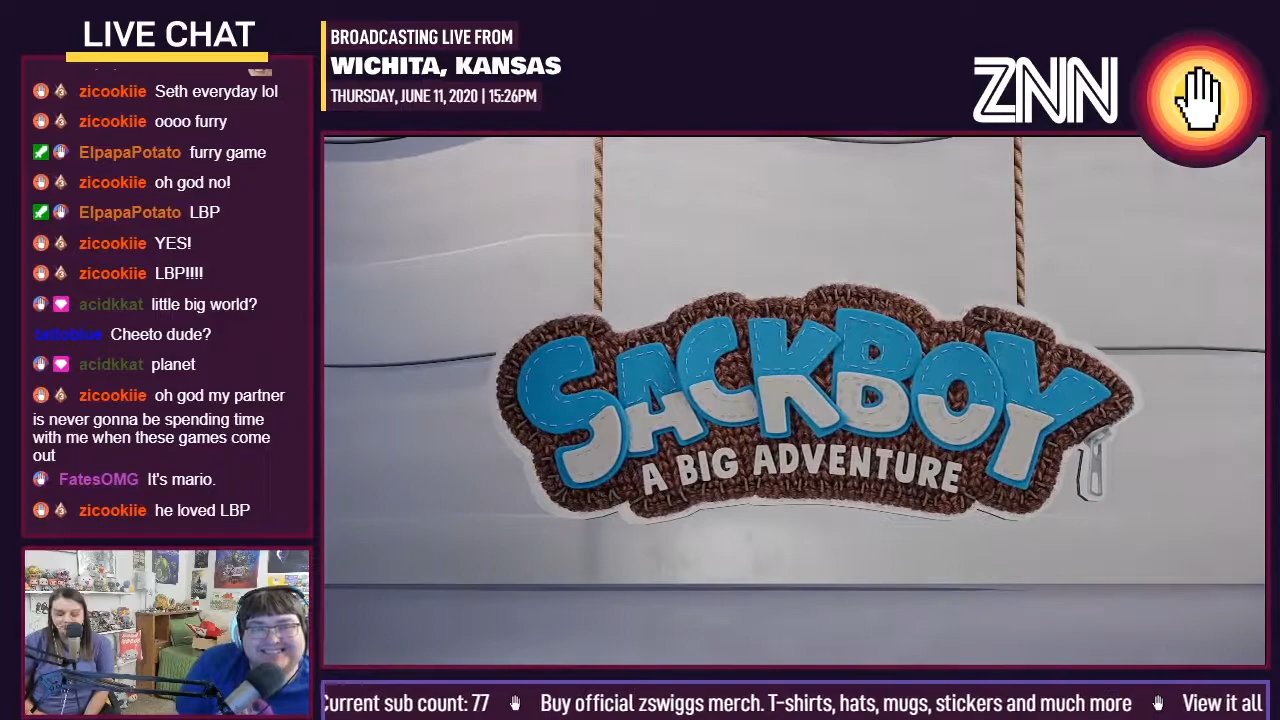 LIVE CHAT
zicookiie Seth everyday lol
zicookiie oooo furry
ElpapaPotato furry game
zicookiie oh god no!
ElpapaPotato LBP
zicookiie YES!
zicookiie LBP!!!!
acidkkat little big world?
Cheeto dude?
acidkkat planet
zicookiie oh god my partner
is never gonna be spending time
with me when these games come
out
FatesOMG It's mario.
zicookiie he loved LBP
BROADCASTING LIVE FROM
WICHITA, KANSAS
THURSDAY, JUNE 11, 2020 | 15:26PM
ZNN
SACKBOY
A BIG ADVENTURE
Current sub count: 77
Buy official zswiggs merch. T-shirts, hats, mugs, stickers and much more
View it all